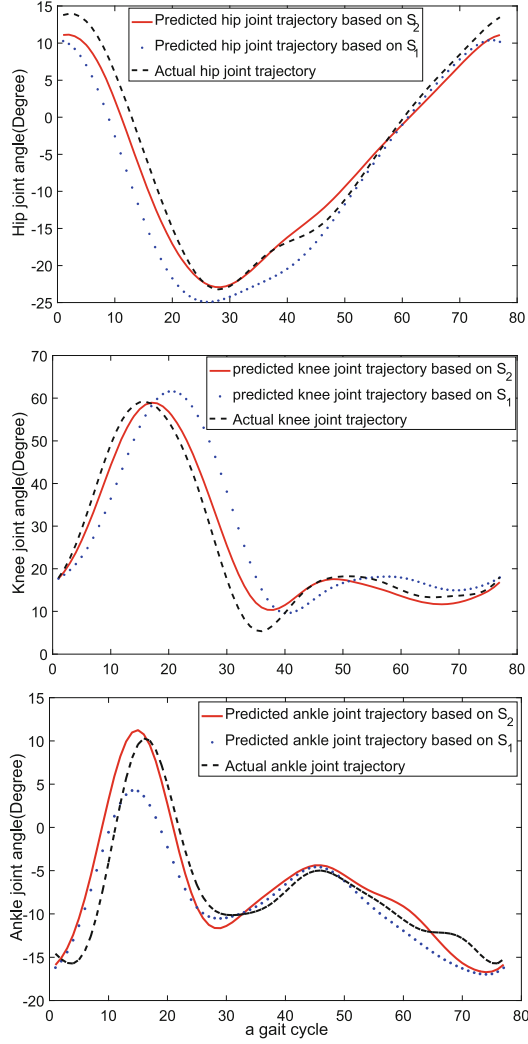 15
10
5
0
-5
-10
-15
-20
-25
Hip joint angle(Degree)
Predicted hip joint trajectory based on S2
Predicted hip joint trajectory based on S1
Actual hip joint trajectory
0 10 20 30 40 50 60 70 80
70
60
50
40
30
20
10
0
Knee joint angle(Degree)
predicted knee joint trajectory based on S2
predicted knee joint trajectory based on S1
Actual knee joint trajectory
0 10 20 30 40 50 60 70 80
15
10
5
0
-5
-10
-15
-20
Ankle joint angle(Degree)
Predicted ankle joint trajectory based on S2
Predicted ankle joint trajectory based on S1
Actual ankle joint trajectory
0 10 20 30 40 50 60 70 80
a gait cycle